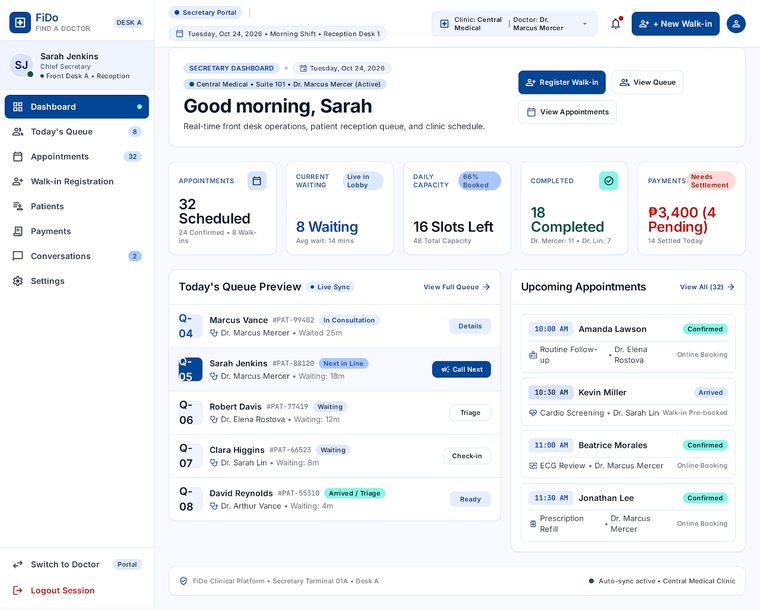 FiDo
FIND A DOCTOR
DESK A
SJ
Sarah Jenkins
Chief Secretary
Front Desk A • Reception
Dashboard
Today's Queue 8
Appointments 32
Walk-in Registration
Patients
Payments
Conversations 2
Settings
Switch to Doctor Portal
Logout Session
Secretary Portal
Tuesday, Oct 24, 2026 • Morning Shift • Reception Desk 1
Clinic: Central Medical
Doctor: Dr. Marcus Mercer
+ New Walk-in
SECRETARY DASHBOARD
Tuesday, Oct 24, 2026
Central Medical • Suite 101 • Dr. Marcus Mercer (Active)
Good morning, Sarah
Real-time front desk operations, patient reception queue, and clinic schedule.
Register Walk-in
View Queue
View Appointments
APPOINTMENTS
32
Scheduled
24 Confirmed • 8 Walk-
ins
CURRENT
WAITING
Live in
Lobby
8 Waiting
Avg wait: 14 mins
DAILY
CAPACITY
66%
Booked
16 Slots Left
48 Total Capacity
COMPLETED
18
Completed
Dr. Mercer: 11 • Dr. Lin: 7
PAYMENTS
Needs
Settlement
₱3,400 (4
Pending)
14 Settled Today
Today's Queue Preview
Live Sync
View Full Queue
Q-
04
Marcus Vance #PAT-99402 In Consultation
Dr. Marcus Mercer • Waited 25m
Details
Q-
05
Sarah Jenkins #PAT-88120 Next in Line
Dr. Marcus Mercer • Waiting: 18m
Call Next
Q-
06
Robert Davis #PAT-77419 Waiting
Dr. Elena Rostova • Waiting: 12m
Triage
Q-
07
Clara Higgins #PAT-66523 Waiting
Dr. Sarah Lin • Waiting: 8m
Check-in
Q-
08
David Reynolds #PAT-55310 Arrived / Triage
Dr. Arthur Vance • Waiting: 4m
Ready
Upcoming Appointments
View All (32)
10:00 AM Amanda Lawson Confirmed
Routine Follow-
up
• Dr. Elena
Rostova
Online Booking
10:30 AM Kevin Miller Arrived
Cardio Screening • Dr. Sarah Lin Walk-in Pre-booked
11:00 AM Beatrice Morales Confirmed
ECG Review • Dr. Marcus Mercer Online Booking
11:30 AM Jonathan Lee Confirmed
Prescription
Refill
• Dr. Marcus
Mercer
Online Booking
FiDo Clinical Platform • Secretary Terminal 01A • Desk A
Auto-sync active • Central Medical Clinic